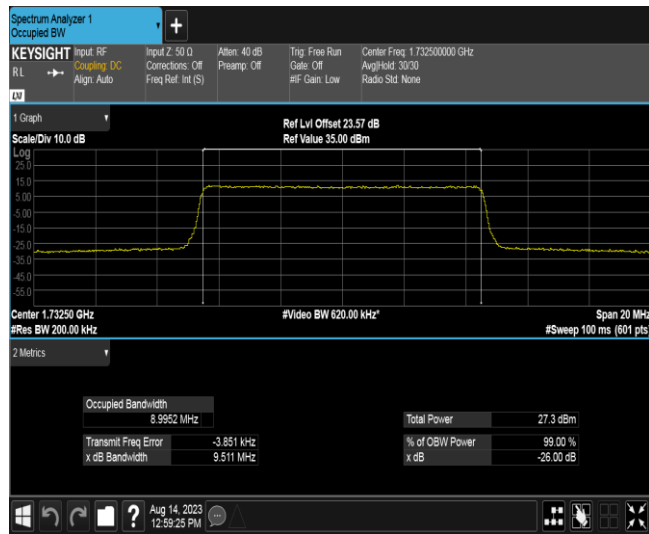 Spectrum Analyzer 1
Occupied BW
+
KEYSIGHT
RL
LXI
Input: RF
Coupling: DC
Align: Auto
Input Z: 50 Ω
Corrections: Off
Freq Ref: Int (S)
Atten: 40 dB
Preamp: Off
Trig: Free Run
Gate: Off
#IF Gain: Low
Center Freq: 1.732500000 GHz
Avg|Hold: 30/30
Radio Std: None
1 Graph
Scale/Div 10.0 dB
Ref Lvl Offset 23.57 dB
Ref Value 35.00 dBm
Log
25.0
15.0
5.00
-5.00
-15.0
-25.0
-35.0
-45.0
-55.0
Center 1.73250 GHz
#Res BW 200.00 kHz
#Video BW 620.00 kHz*
Span 20 MHz
#Sweep 100 ms (601 pts)
2 Metrics
Occupied Bandwidth
8.9952 MHz
Transmit Freq Error -3.851 kHz
x dB Bandwidth 9.511 MHz
Total Power 27.3 dBm
% of OBW Power 99.00 %
x dB -26.00 dB
?
Aug 14, 2023
12:59:25 PM